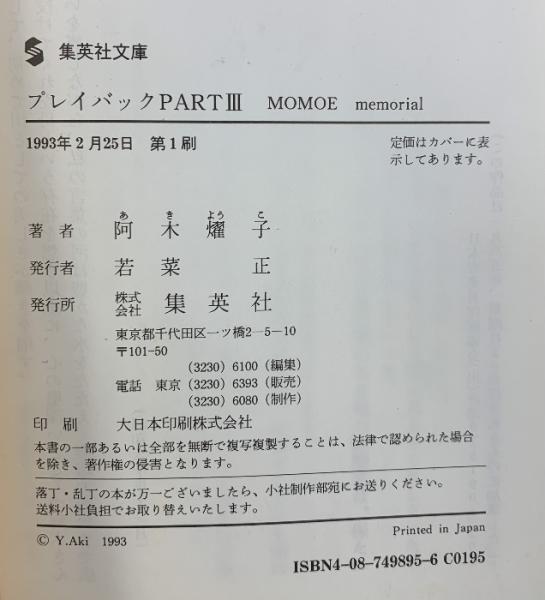 集英社文庫
プレイバックPARTⅢ MOMOE memorial
1993年2月25日 第1刷
定価はカバーに表
示してあります。
あ き よう こ
著者 阿木燿子
発行者 若菜 正
発行所 株式会社 集英社
東京都千代田区一ツ橋2―5―10
〒101-50
(3230) 6100 (編集)
電話 東京 (3230) 6393 (販売)
(3230) 6080 (制作)
印刷 大日本印刷株式会社
本書の一部あるいは全部を無断で複写複製することは、法律で認められた場合
を除き、著作権の侵害となります。
落丁・乱丁の本が万一ございましたら、小社制作部宛にお送りください。
送料小社負担でお取り替えいたします。
© Y.Aki 1993
Printed in Japan
ISBN4-08-749895-6 C0195